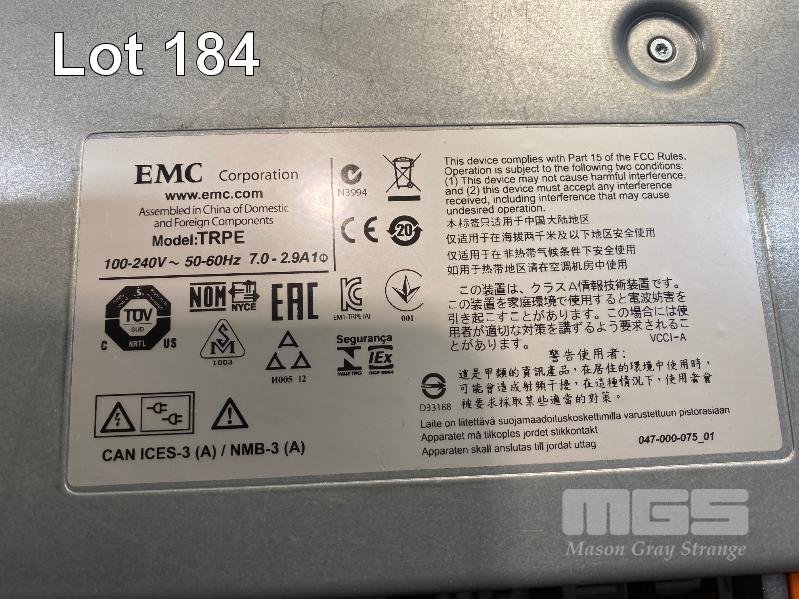 Lot 184
EMC Corporation
www.emc.com
Assembled in China of Domestic
and Foreign Components
Model:TRPE
100-240V ~ 50-60Hz 7.0 - 2.9A1Φ
N3994
20
This device complies with Part 15 of the FCC Rules.
Operation is subject to the following two conditions:
(1) This device may not cause harmful interference,
and (2) this device must accept any interference
received, including interference that may cause
undesired operation.
本标签只适用于中国大陆地区
仅适用于在海拔两千米及以下地区安全使用
仅适用于在非热带气候条件下安全使用
如用于热带地区请在空调机房中使用
TÜV
SUD
NRTL
C US
NOM
NYCE
EAC
EM1-TRPE (A)
001
1003
И005 12
Segurança
IEx
OCP 0004
この装置は、クラスA情報技術装置です。
この装置を家庭環境で使用すると電波妨害を
引き起こすことがあります。この場合には使
用者が適切な対策を講ずるよう要求されるこ
とがあります。 VCCI-A
警告使用者:
這是甲類的資訊產品，在居住的環境中使用時，
可能會造成射頻干擾，在這種情況下，使用者會
被要求採取某些適當的對策。
D33188
CAN ICES-3 (A) / NMB-3 (A)
Laite on liitettävä suojamaadoituskoskettimilla varustettuun pistorasiaan
Apparatet må tilkoples jordet stikkontakt
Apparaten skall anslutas till jordat uttag
047-000-075_01
MGS
Mason Gray Strange